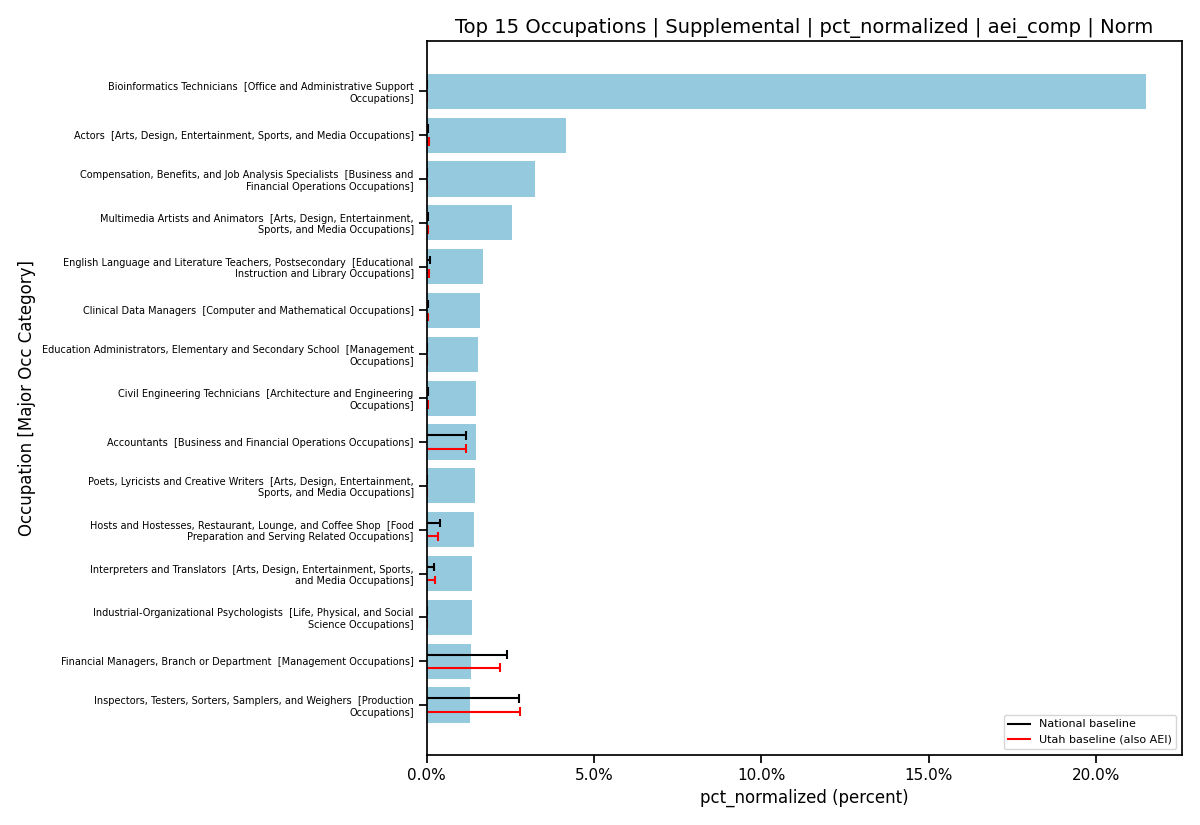 Top 15 Occupations | Supplemental | pct_normalized | aei_comp | Norm
Occupation [Major Occ Category]
Bioinformatics Technicians  [Office and Administrative Support
Occupations]
Actors  [Arts, Design, Entertainment, Sports, and Media Occupations]
Compensation, Benefits, and Job Analysis Specialists  [Business and
Financial Operations Occupations]
Multimedia Artists and Animators  [Arts, Design, Entertainment,
Sports, and Media Occupations]
English Language and Literature Teachers, Postsecondary  [Educational
Instruction and Library Occupations]
Clinical Data Managers  [Computer and Mathematical Occupations]
Education Administrators, Elementary and Secondary School  [Management
Occupations]
Civil Engineering Technicians  [Architecture and Engineering
Occupations]
Accountants  [Business and Financial Operations Occupations]
Poets, Lyricists and Creative Writers  [Arts, Design, Entertainment,
Sports, and Media Occupations]
Hosts and Hostesses, Restaurant, Lounge, and Coffee Shop  [Food
Preparation and Serving Related Occupations]
Interpreters and Translators  [Arts, Design, Entertainment, Sports,
and Media Occupations]
Industrial-Organizational Psychologists  [Life, Physical, and Social
Science Occupations]
Financial Managers, Branch or Department  [Management Occupations]
Inspectors, Testers, Sorters, Samplers, and Weighers  [Production
Occupations]
National baseline
Utah baseline (also AEI)
0.0% 5.0% 10.0% 15.0% 20.0%
pct_normalized (percent)